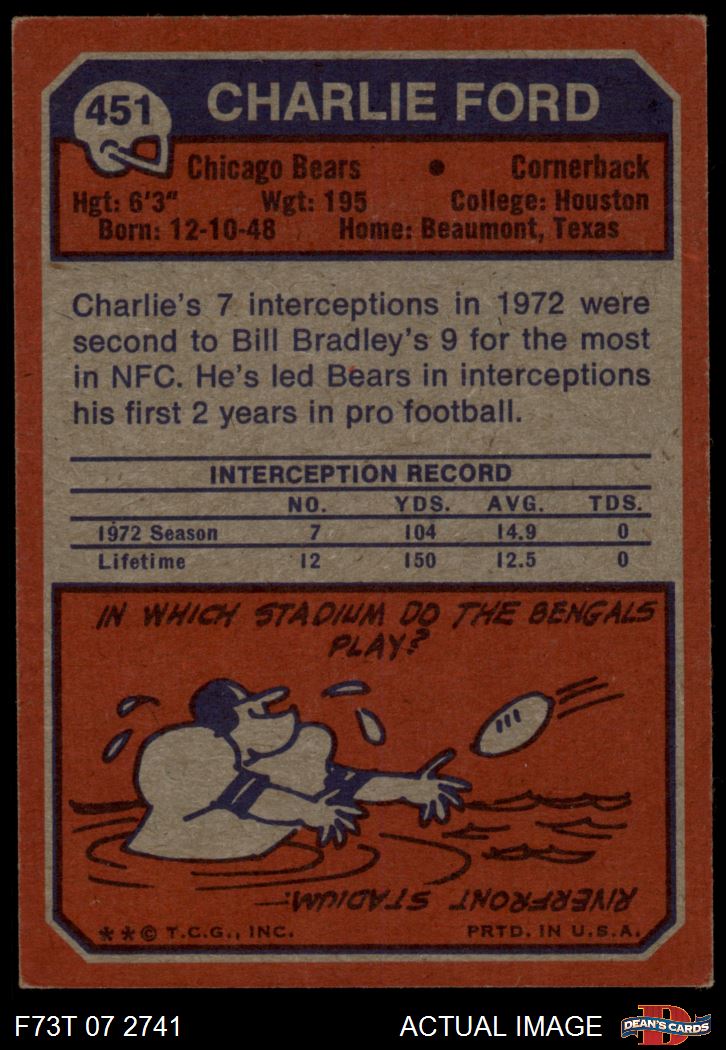 451
CHARLIE FORD
Chicago Bears • Cornerback
Hgt: 6'3" Wgt: 195 College: Houston
Born: 12-10-48 Home: Beaumont, Texas
Charlie's 7 interceptions in 1972 were
second to Bill Bradley's 9 for the most
in NFC. He's led Bears in interceptions
his first 2 years in pro football.
INTERCEPTION RECORD
NO. YDS. AVG. TDS.
1972 Season 7 104 14.9 0
Lifetime 12 150 12.5 0
IN WHICH STADIUM DO THE BENGALS
PLAY?
RIVERFRONT STADIUM.
**© T.C.G., INC. PRTD. IN U.S.A.
F73T 07 2741 ACTUAL IMAGE
D
DEAN'S CARDS